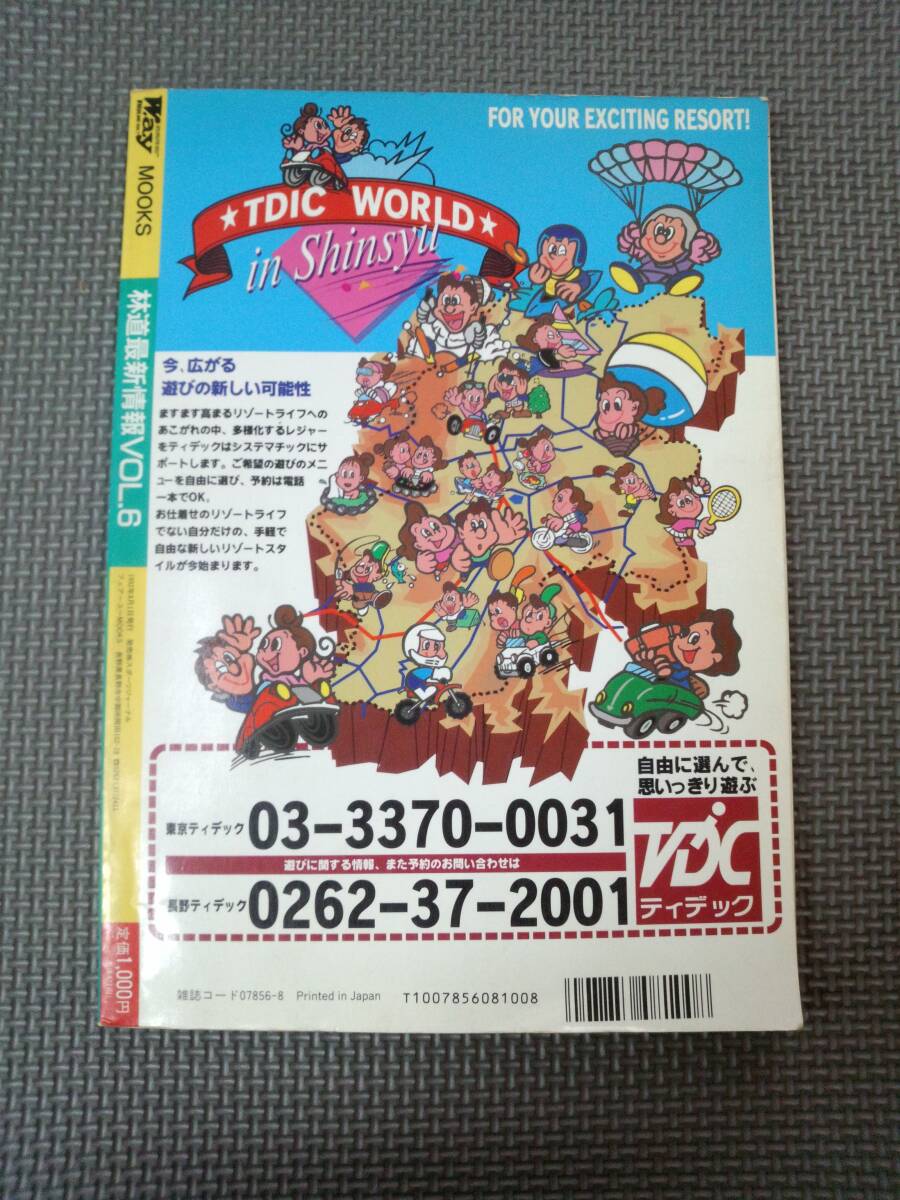 Way
MOOKS
林道最新情報VOL.6
定価1,000円
FOR YOUR EXCITING RESORT!
★TDIC WORLD★
in Shinsyu
今、広がる
遊びの新しい可能性
ますます高まるリゾートライフへの
あこがれの中、多様化するレジャー
をティデックはシステマチックにサ
ポートします。ご希望の遊びのメニ
ューを自由に選び、予約は電話
一本でOK。
お仕着せのリゾートライフ
でない自分だけの、手軽で
自由な新しいリゾートスタ
イルが今始まります。
自由に選んで、
思いっきり遊ぶ
東京ティデック 03-3370-0031
遊びに関する情報、また予約のお問い合わせは
長野ティデック 0262-37-2001
TDIC
ティデック
雑誌コード07856-8 Printed in Japan T1007856081008